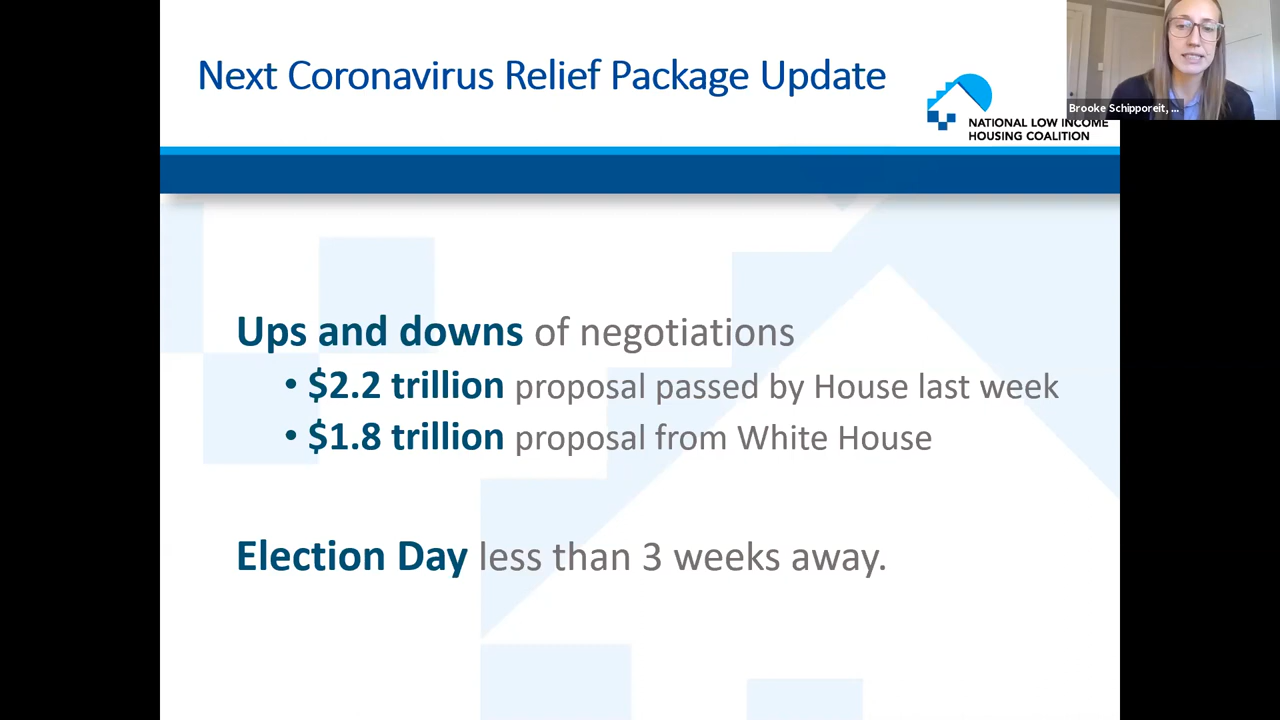 Next Coronavirus Relief Package Update
Brooke Schipporeit, ...
NATIONAL LOW INCOME
HOUSING COALITION
Ups and downs of negotiations
• $2.2 trillion proposal passed by House last week
• $1.8 trillion proposal from White House
Election Day less than 3 weeks away.